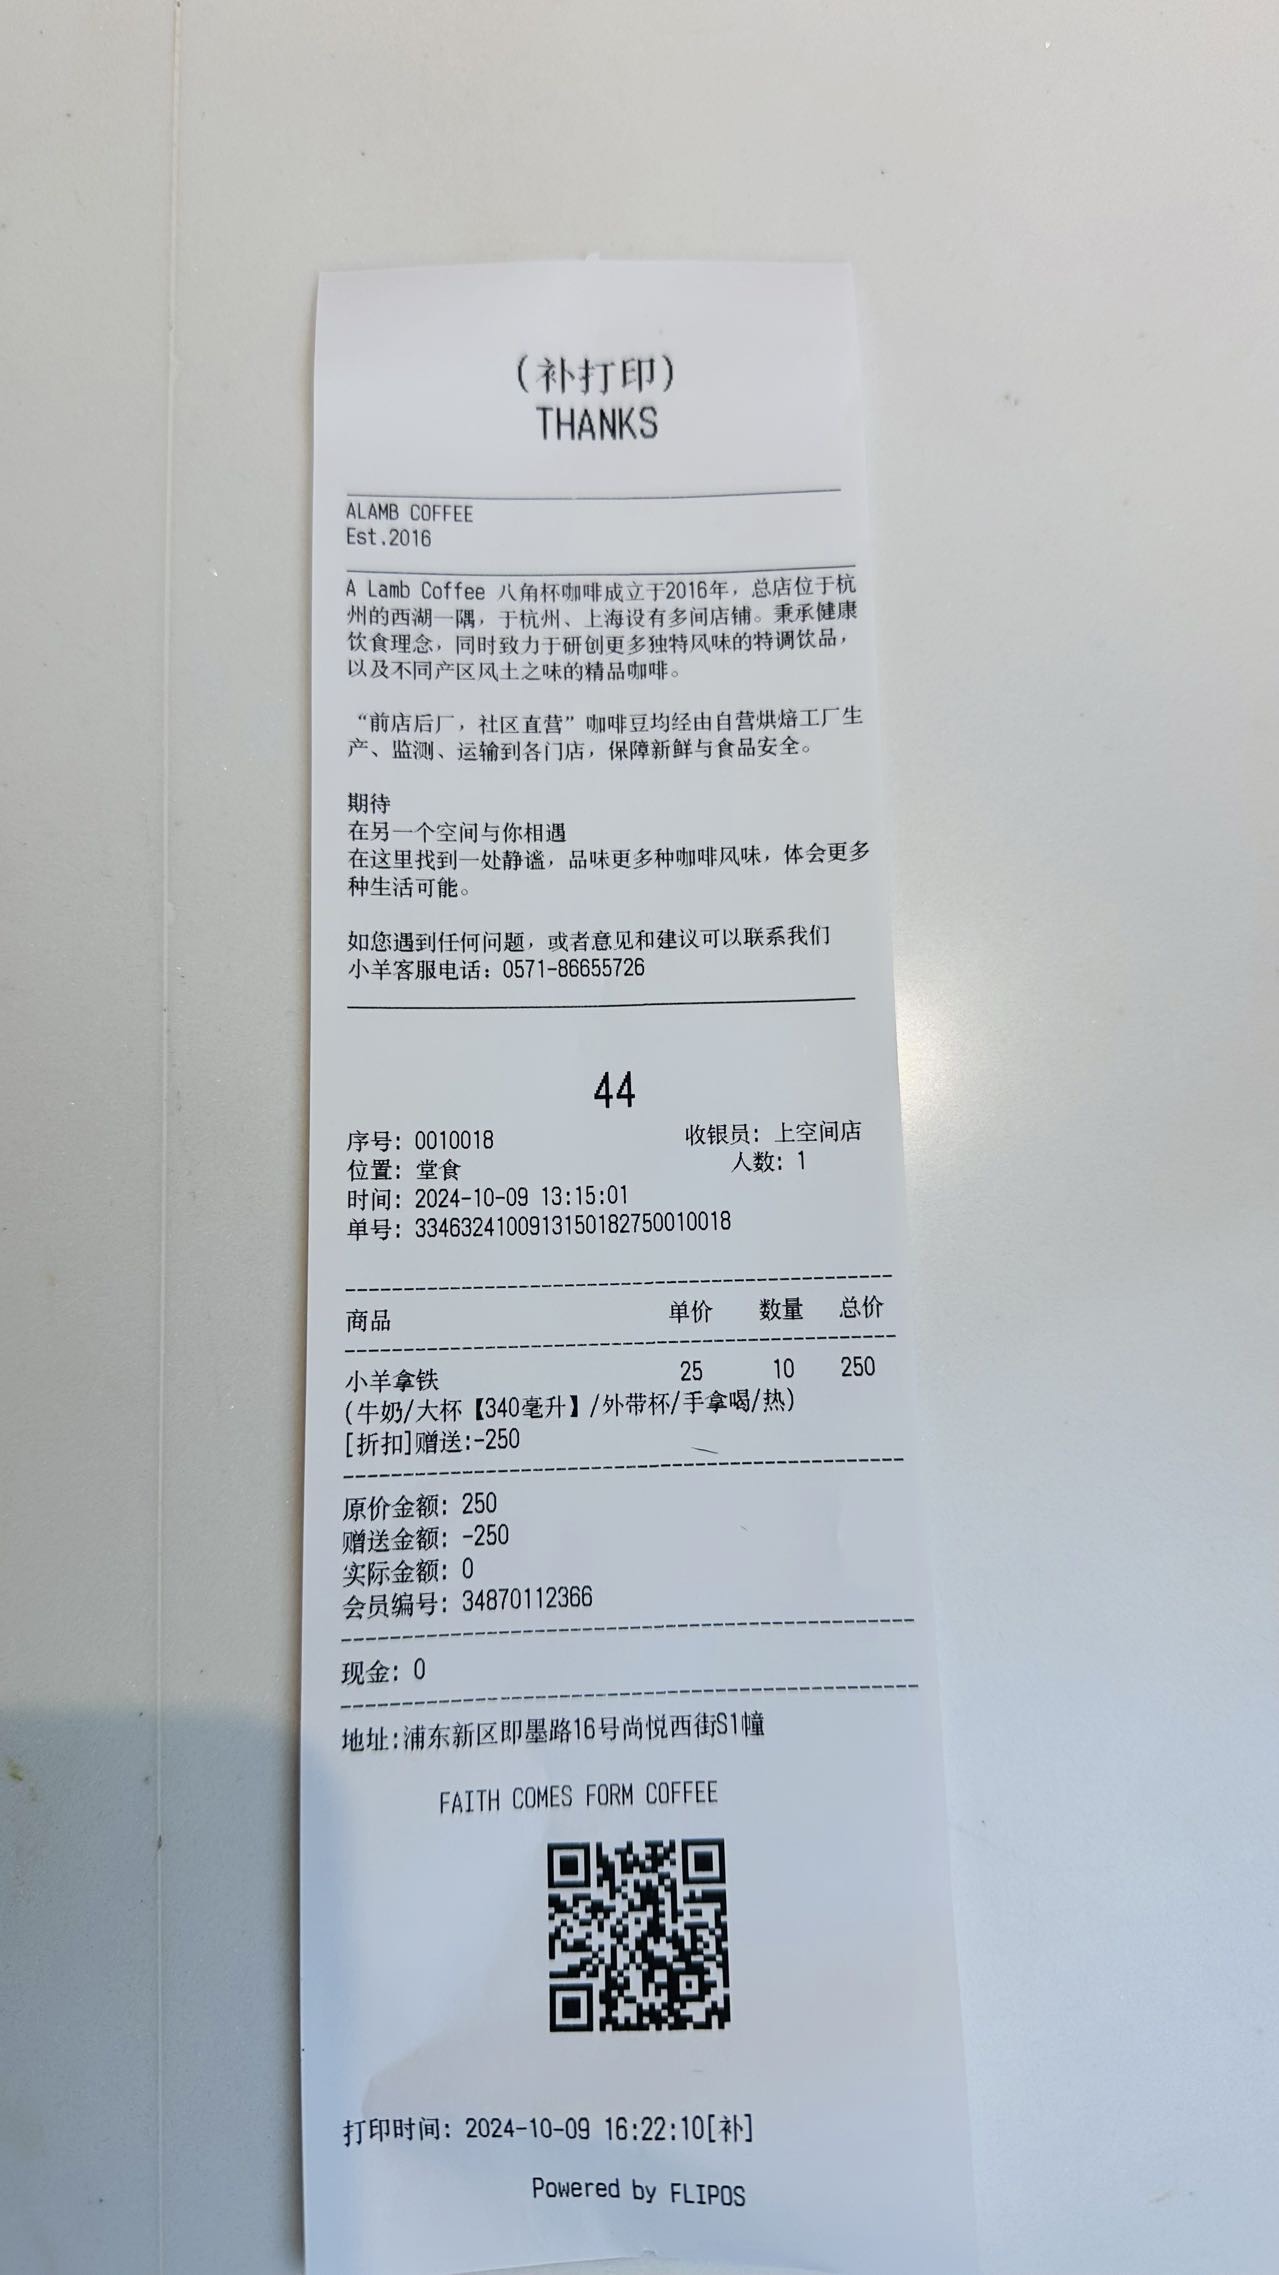 (补打印)
THANKS
ALAMB COFFEE
Est.2016
A Lamb Coffee 八角杯咖啡成立于2016年，总店位于杭
州的西湖一隅，于杭州、上海设有多间店铺。秉承健康
饮食理念，同时致力于研创更多独特风味的特调饮品，
以及不同产区风土之味的精品咖啡。
“前店后厂，社区直营”咖啡豆均经由自营烘焙工厂生
产、监测、运输到各门店，保障新鲜与食品安全。
期待
在另一个空间与你相遇
在这里找到一处静谧，品味更多种咖啡风味，体会更多
种生活可能。
如您遇到任何问题，或者意见和建议可以联系我们
小羊客服电话：0571-86655726
44
序号：0010018 收银员：上空间店
位置：堂食 人数：1
时间：2024-10-09 13:15:01
单号：3346324100913150182750010018
商品 单价 数量 总价
小羊拿铁 25 10 250
(牛奶/大杯【340毫升】/外带杯/手拿喝/热)
[折扣]赠送:-250
原价金额：250
赠送金额：-250
实际金额：0
会员编号：34870112366
现金：0
地址:浦东新区即墨路16号尚悦西街S1幢
FAITH COMES FORM COFFEE
打印时间：2024-10-09 16:22:10[补]
Powered by FLIPOS